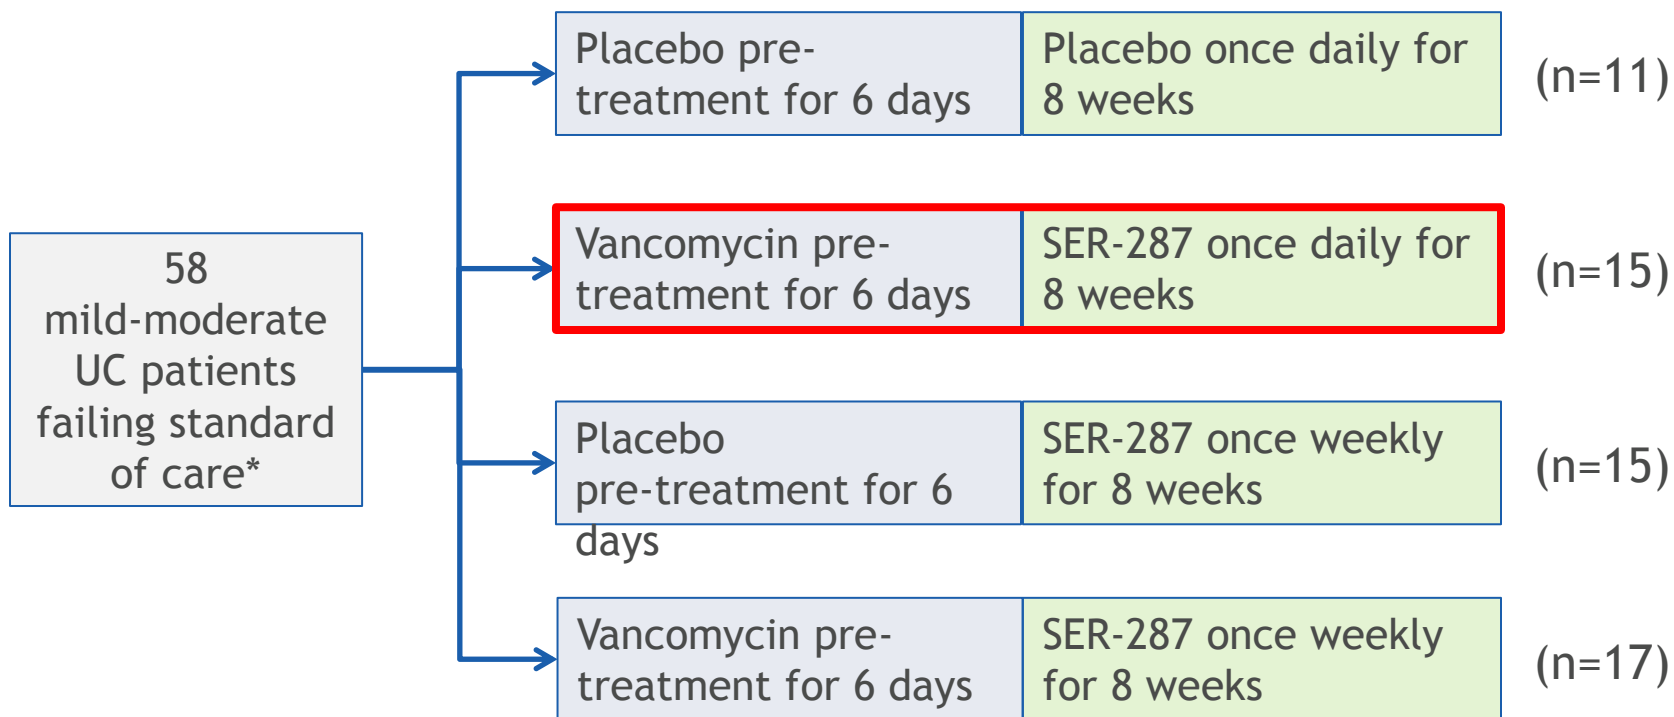 Placebo pre-
treatment for 6 days
Placebo once daily for
8 weeks
(n=11)
58
mild-moderate
UC patients
failing standard
of care*
Vancomycin pre-
treatment for 6 days
SER-287 once daily for
8 weeks
(n=15)
Placebo
pre-treatment for 6
days
SER-287 once weekly
for 8 weeks
(n=15)
Vancomycin pre-
treatment for 6 days
SER-287 once weekly
for 8 weeks
(n=17)